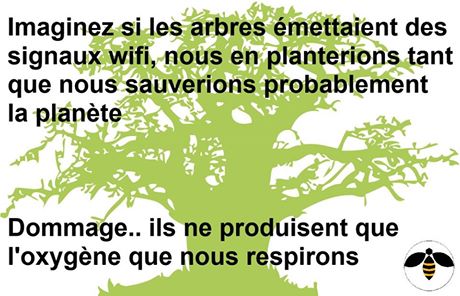 Imaginez si les arbres émettaient des
signaux wifi, nous en planterions tant
que nous sauverions probablement
la planète
Dommage.. ils ne produisent que
l'oxygène que nous respirons